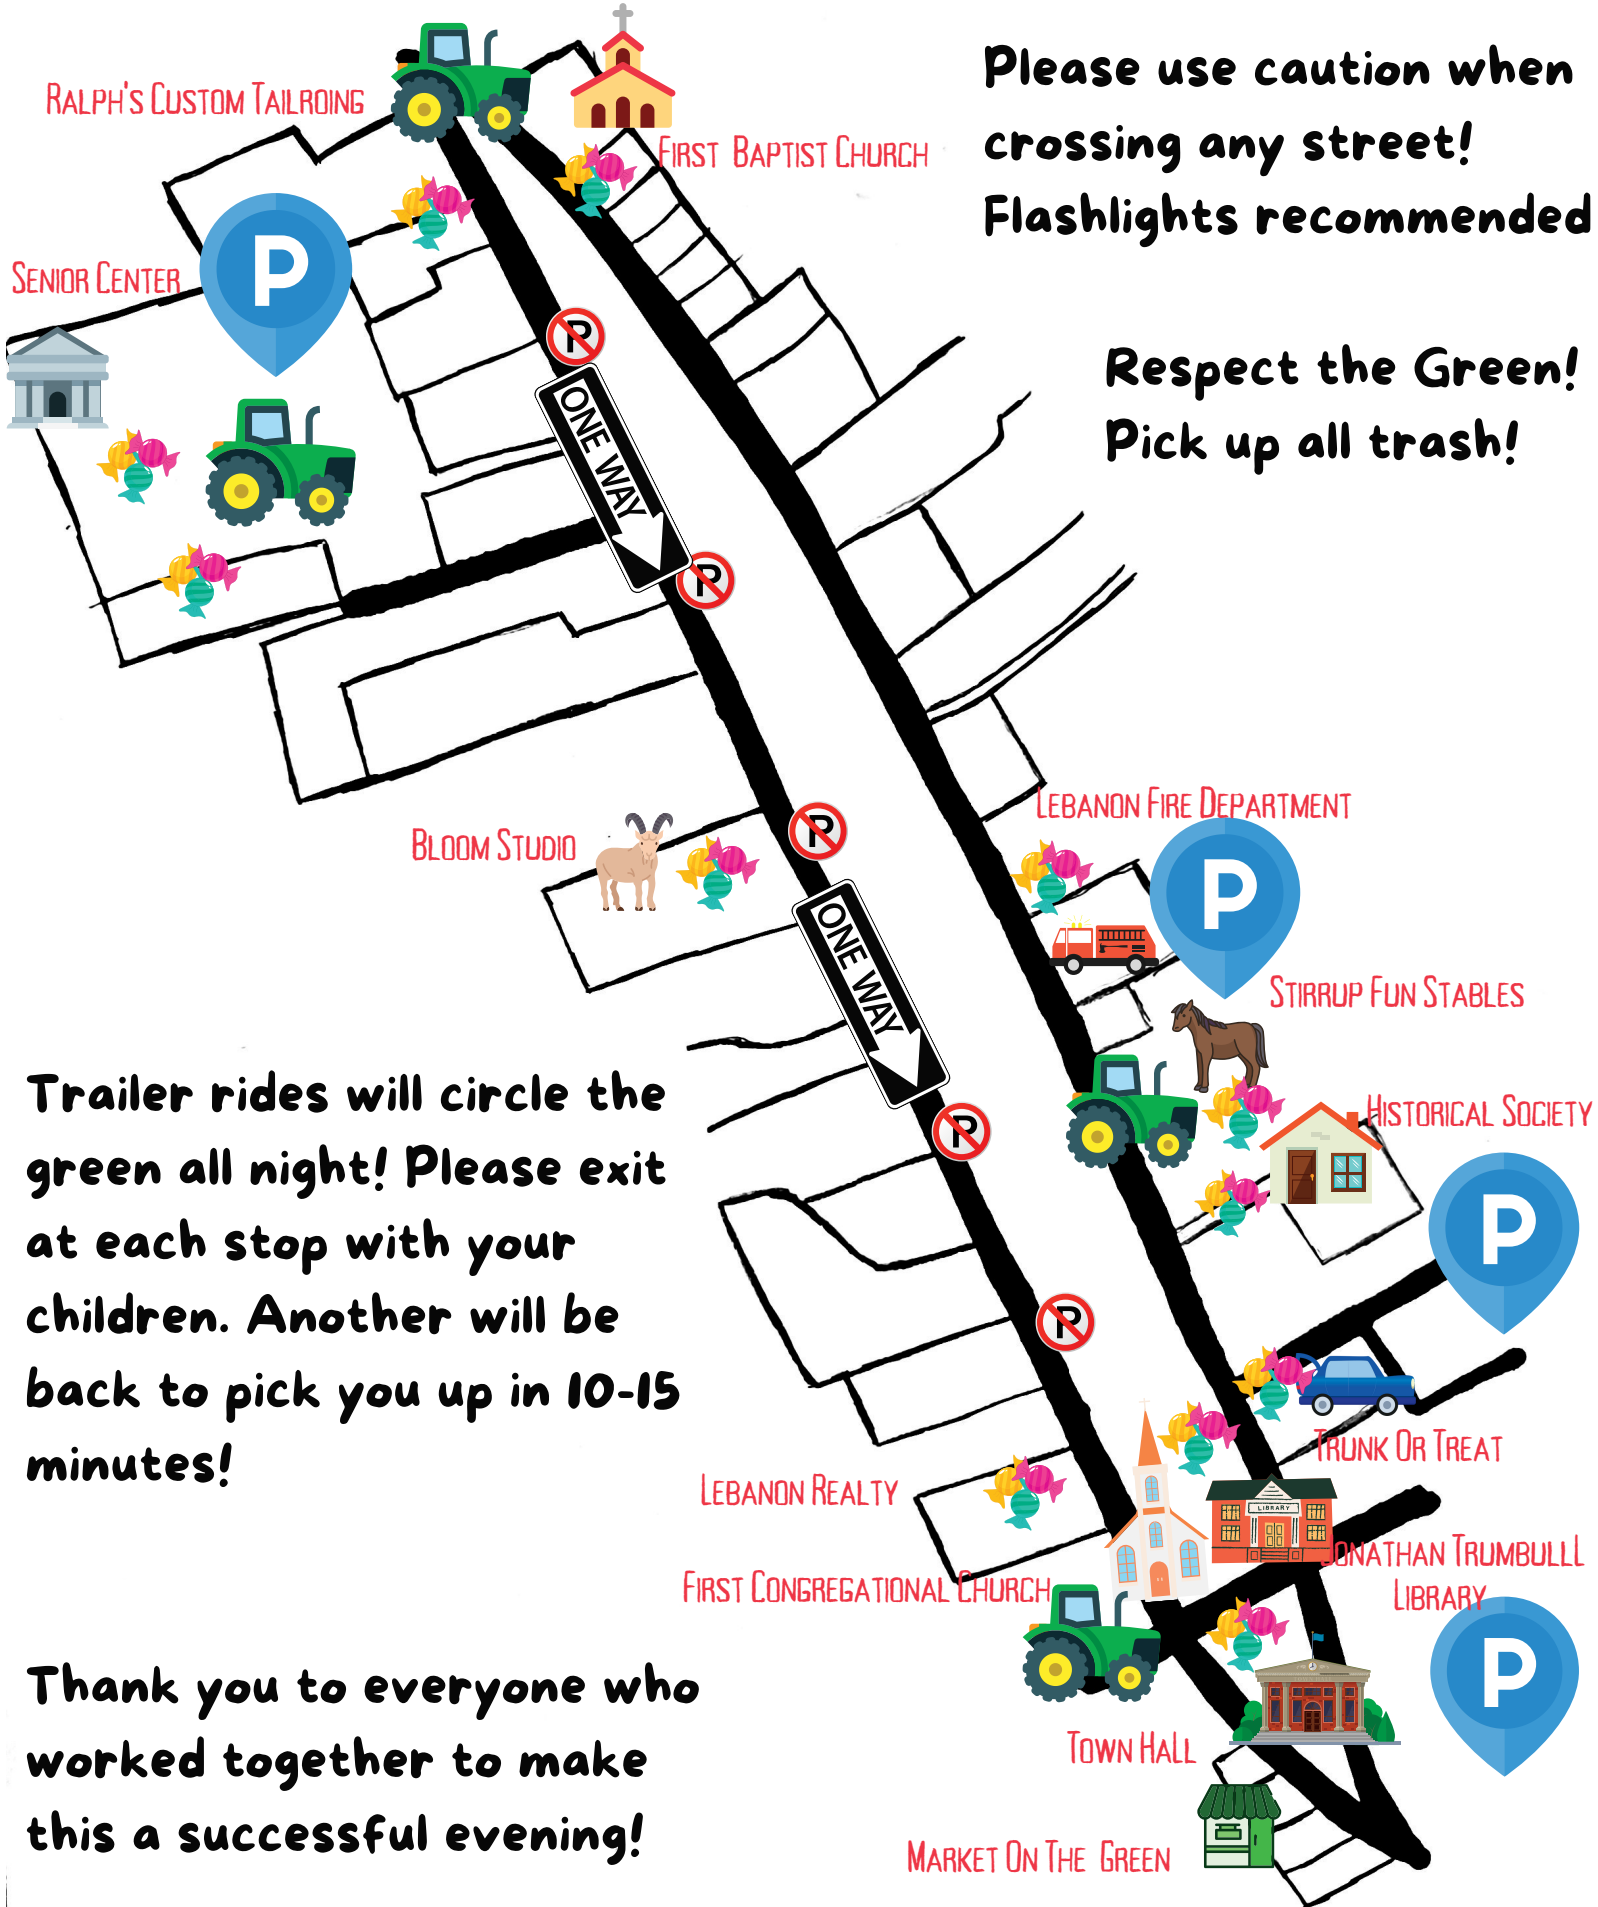 Please use caution when
crossing any street!
Flashlights recommended
RALPH'S CUSTOM TAILROING
FIRST BAPTIST CHURCH
P
SENIOR CENTER
P
Respect the Green!
Pick up all trash!
ONE WAY
P
LEBANON FIRE DEPARTMENT
P
BLOOM STUDIO
P
ONE WAY
STIRRUP FUN STABLES
Trailer rides will circle the
green all night! Please exit
at each stop with your
children. Another will be
back to pick you up in 10-15
minutes!
P
HISTORICAL SOCIETY
P
P
TRUNK OR TREAT
LEBANON REALTY
LIBRARY
JONATHAN TRUMBULLL
LIBRARY
FIRST CONGREGATIONAL CHURCH
P
Thank you to everyone who
worked together to make
this a successful evening!
TOWN HALL
MARKET ON THE GREEN